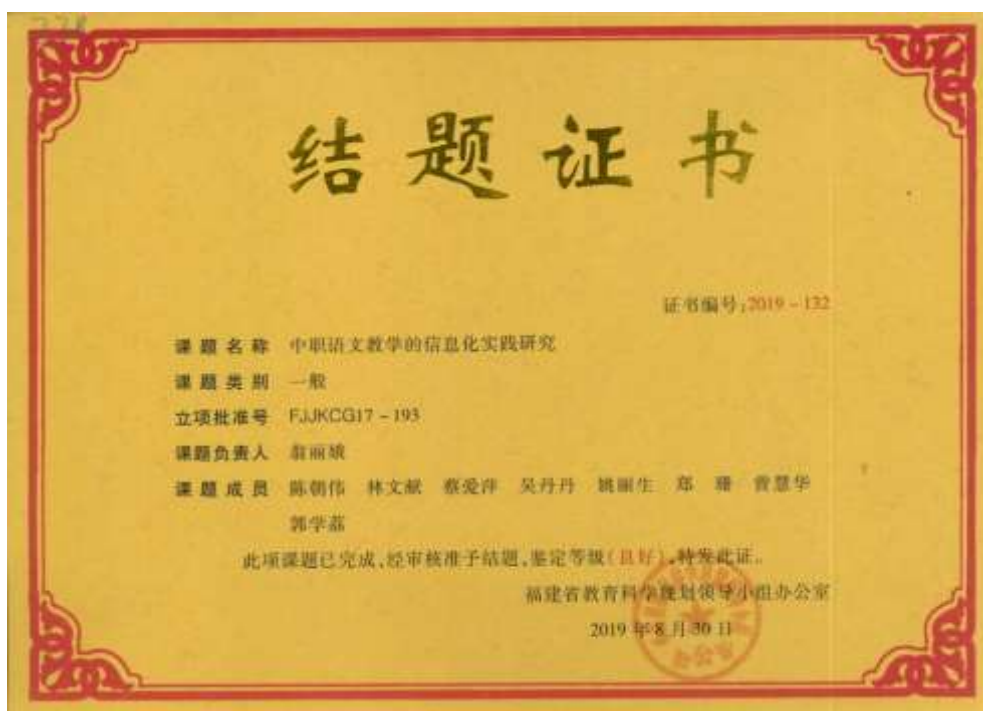 结题证书
证书编号:2019-132
课题名称 中职语文教学的信息化实践研究
课题类别 一般
立项批准号 FJJKCG17-193
课题负责人 翁丽娥
课题成员 陈朝伟 林文献 蔡爱萍 吴丹丹 姚丽生 郑 曾慧华
郭学荔
此项课题已完成,经审核准予结题,鉴定等级(良好),特发此证。
福建省教育科学规划领导小组办公室
2019年8月30日
办公室